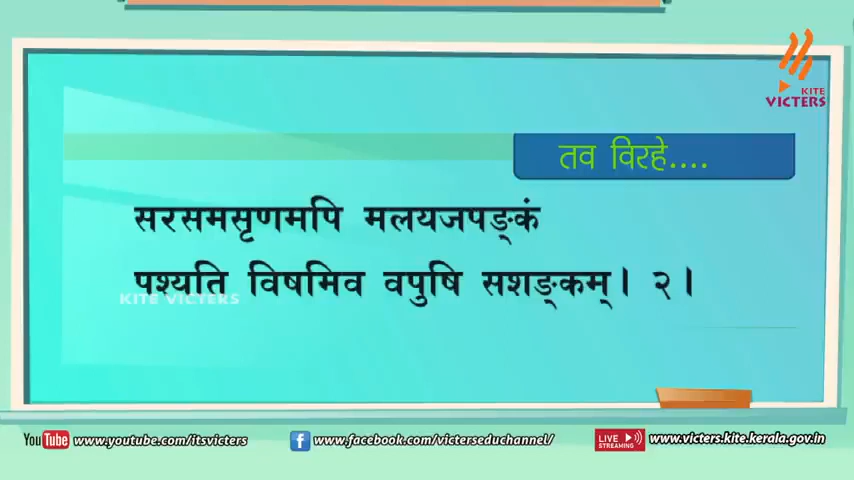 KITE
VICTERS
तव विरहे....
सरसमसृणमपि मलयजपङ्कं
पश्यति विषमिव वपुषि सशङ्कम्। २।
KITE VICTERS
YouTube www.youtube.com/itsvicters
f www.facebook.com/victerseduchannel/
LIVE STREAMING www.victers.kite.kerala.gov.in